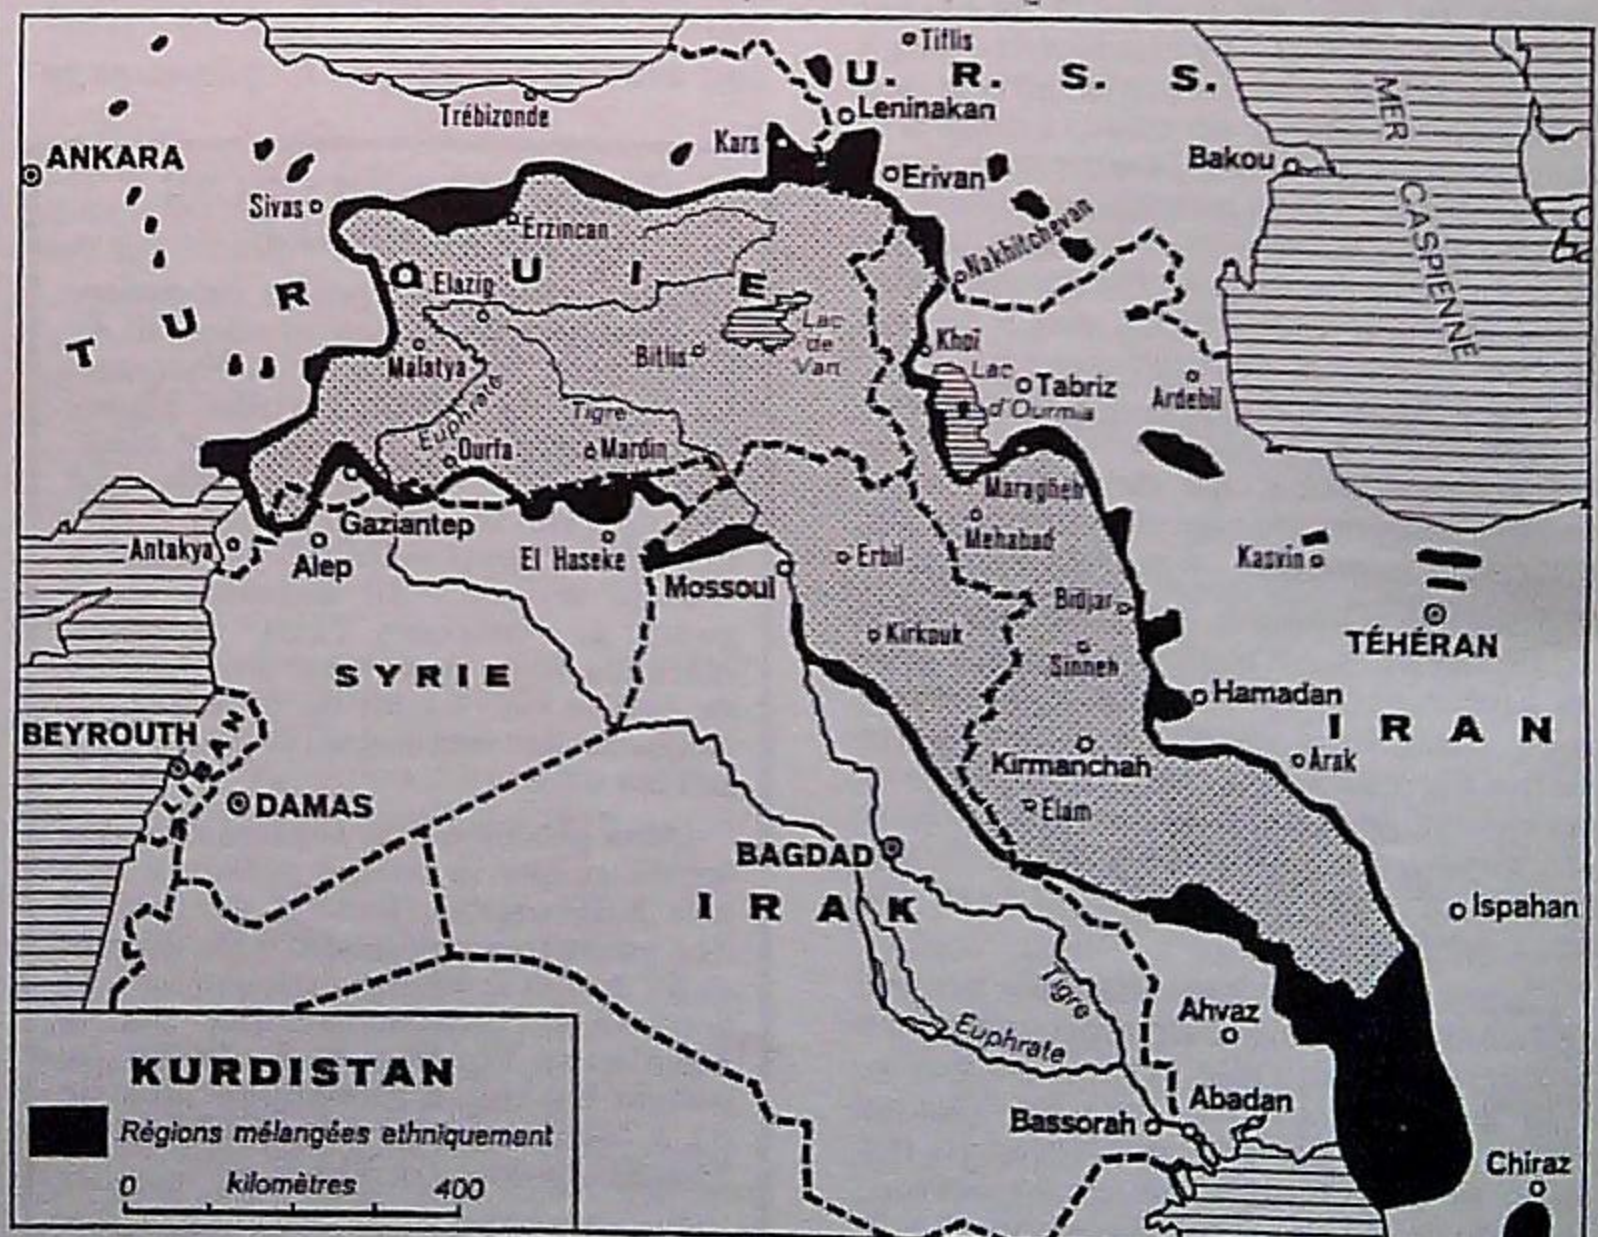 Tiflis
U. R. S. S.
Trébizonde
Leninakan
Kars
ANKARA
Erivan
Bakou
MER CASPIENNE
Sivas
Erzincan
Nakhitchevan
TURQUIE
Elazig
Lac
de
Van
Khoï
Malatya
Bitlis
Lac
d'Ourmia
Tabriz
Ardebil
Euphrate
Tigre
Ourfa
Mardin
Maragheh
Gaziantep
Mehabad
Antakya
Alep
El Haseke
Erbil
Kasvin
Mossoul
Bidjar
TÉHÉRAN
Kirkouk
Sinneh
SYRIE
Hamadan
BEYROUTH
LIBAN
IRAN
Kirmanchah
Arak
DAMAS
Elam
BAGDAD
IRAK
Ispahan
Tigre
Ahvaz
Euphrate
Abadan
Bassorah
Chiraz
KURDISTAN
Régions mélangées ethniquement
0 kilomètres 400